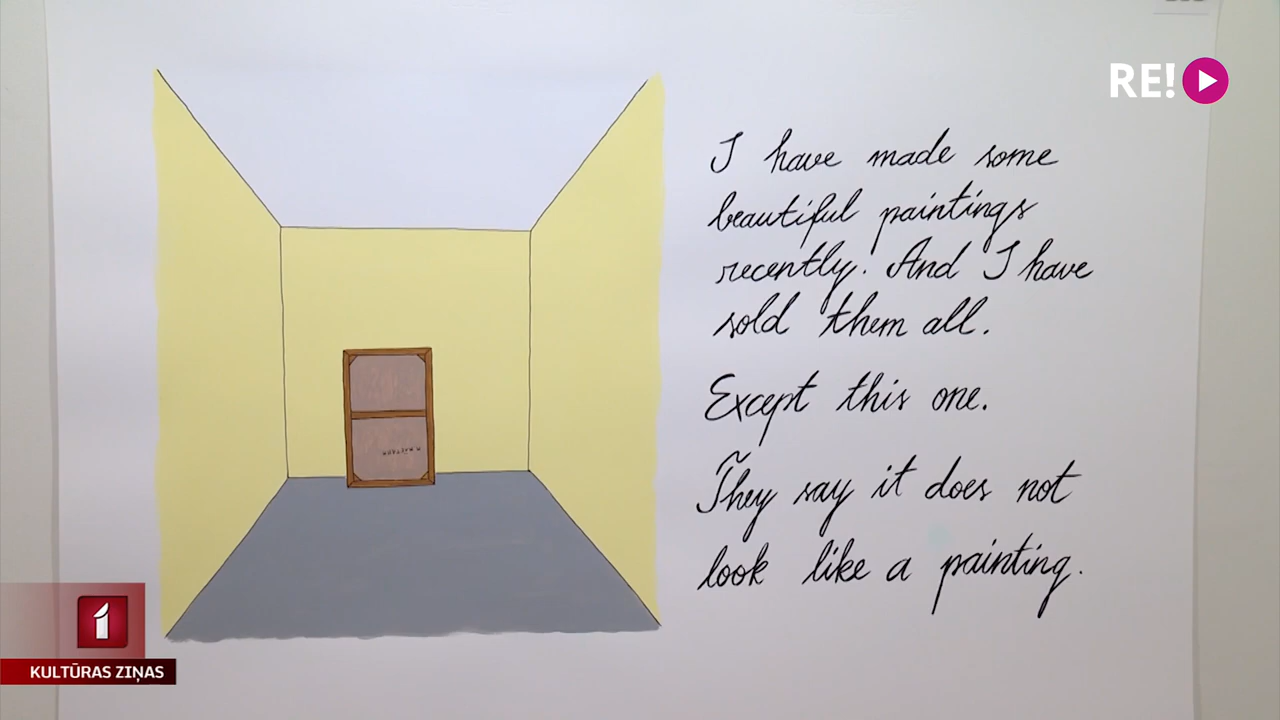 RE!
I have made some
beautiful paintings
recently. And I have
sold them all.
Except this one.
They say it does not
look like a painting.
1
KULTŪRAS ZIŅAS